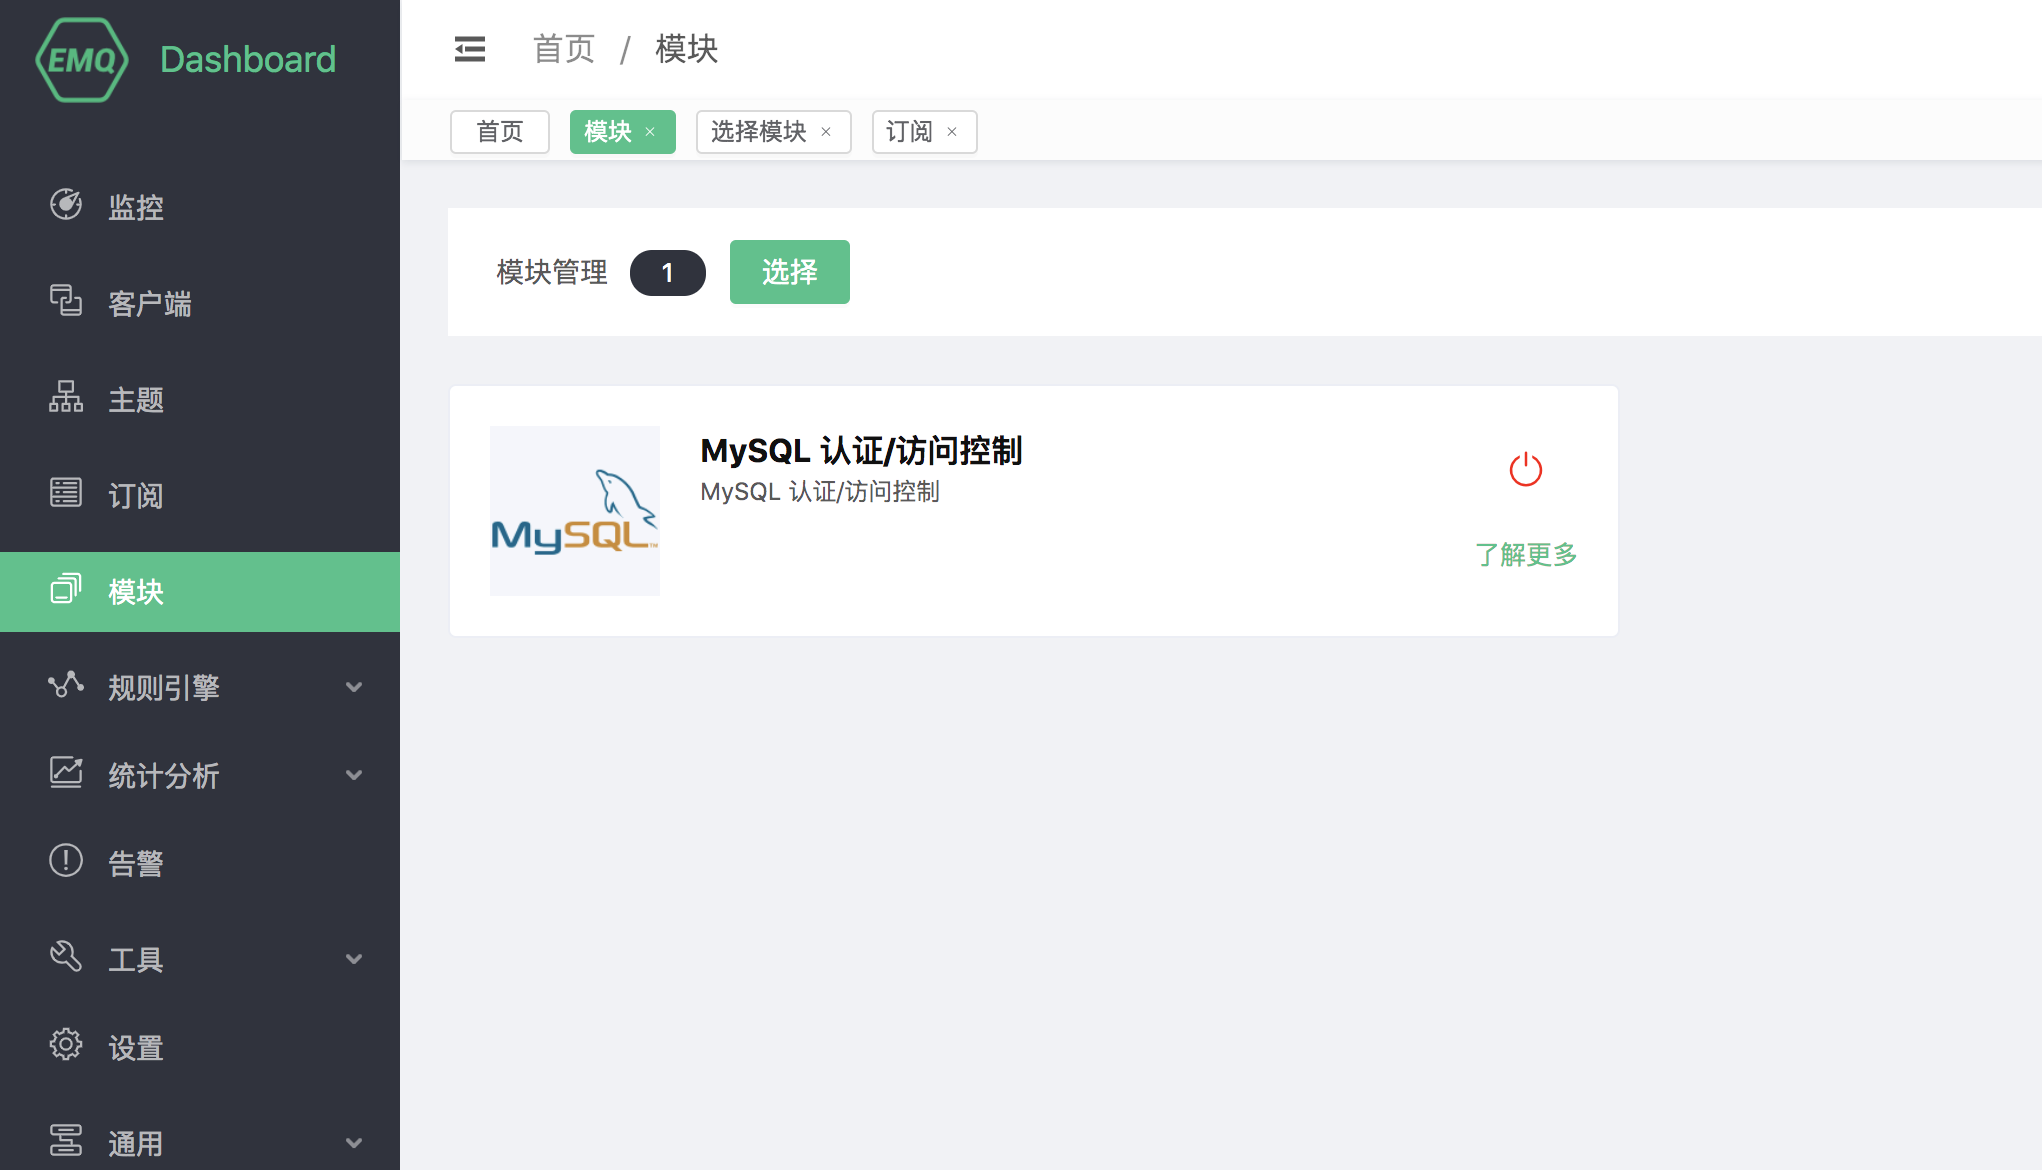 EMQ Dashboard
监控
客户端
主题
订阅
模块
规则引擎
统计分析
告警
工具
设置
通用
首页 / 模块
首页 模块 × 选择模块 × 订阅 ×
模块管理 1 选择
MySQL™
MySQL 认证/访问控制
MySQL 认证/访问控制
了解更多